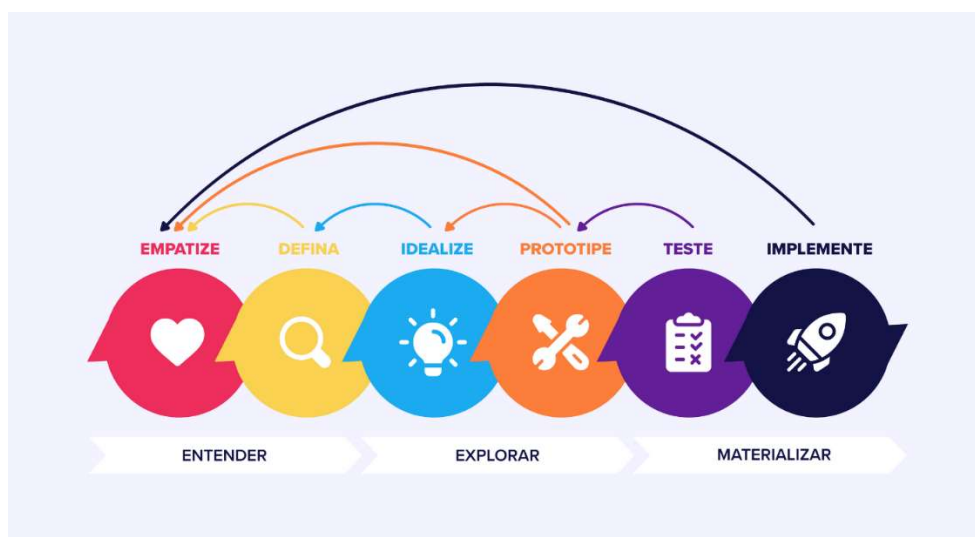 EMPATIZE DEFINA IDEALIZE PROTOTIPE TESTE IMPLEMENTE
ENTENDER EXPLORAR MATERIALIZAR